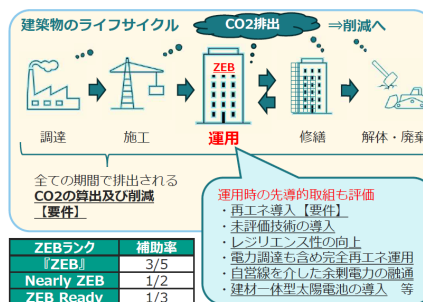 建築物のライフサイクル
CO2排出
⇒削減へ
ZEB
調達
施工
運用
修繕
解体・廃棄
全ての期間で排出される
CO2の算出及び削減
【要件】
運用時の先導的取組も評価
・再エネ導入【要件】
・未評価技術の導入
・レジリエンス性の向上
・電力調達も含め完全再エネ運用
・自営線を介した余剰電力の融通
・建材一体型太陽電池の導入 等
ZEBランク 補助率
『ZEB』 3/5
Nearly ZEB 1/2
ZEB Ready 1/3